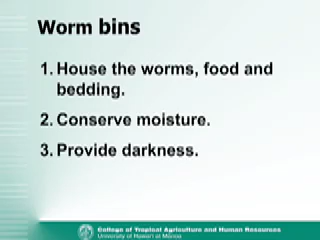 Worm bins
1. House the worms, food and
bedding.
2. Conserve moisture.
3. Provide darkness.
College of Tropical Agriculture and Human Resources
University of Hawai'i at Mānoa